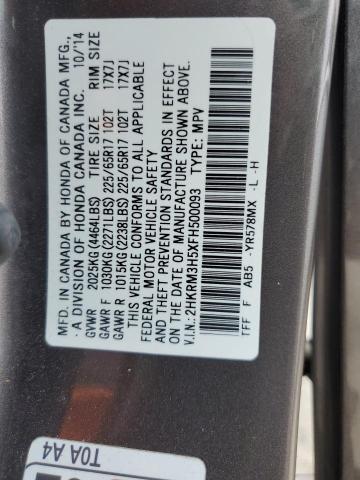 MFD. IN CANADA BY HONDA OF CANADA MFG.,
A DIVISION OF HONDA CANADA INC. 10/'14
GVWR 2025KG (4464LBS) TIRE SIZE RIM SIZE
GAWR F 1030KG (2271LBS) 225/65R17 102T 17X7J
GAWR R 1015KG (2238LBS) 225/65R17 102T 17X7J
THIS VEHICLE CONFORMS TO ALL APPLICABLE
FEDERAL MOTOR VEHICLE SAFETY
AND THEFT PREVENTION STANDARDS IN EFFECT
ON THE DATE OF MANUFACTURE SHOWN ABOVE.
V.I.N.: 2HKRM3H5XFH500093 TYPE: MPV
TFF F AB5 -YR578MX -L -H
T0A A4